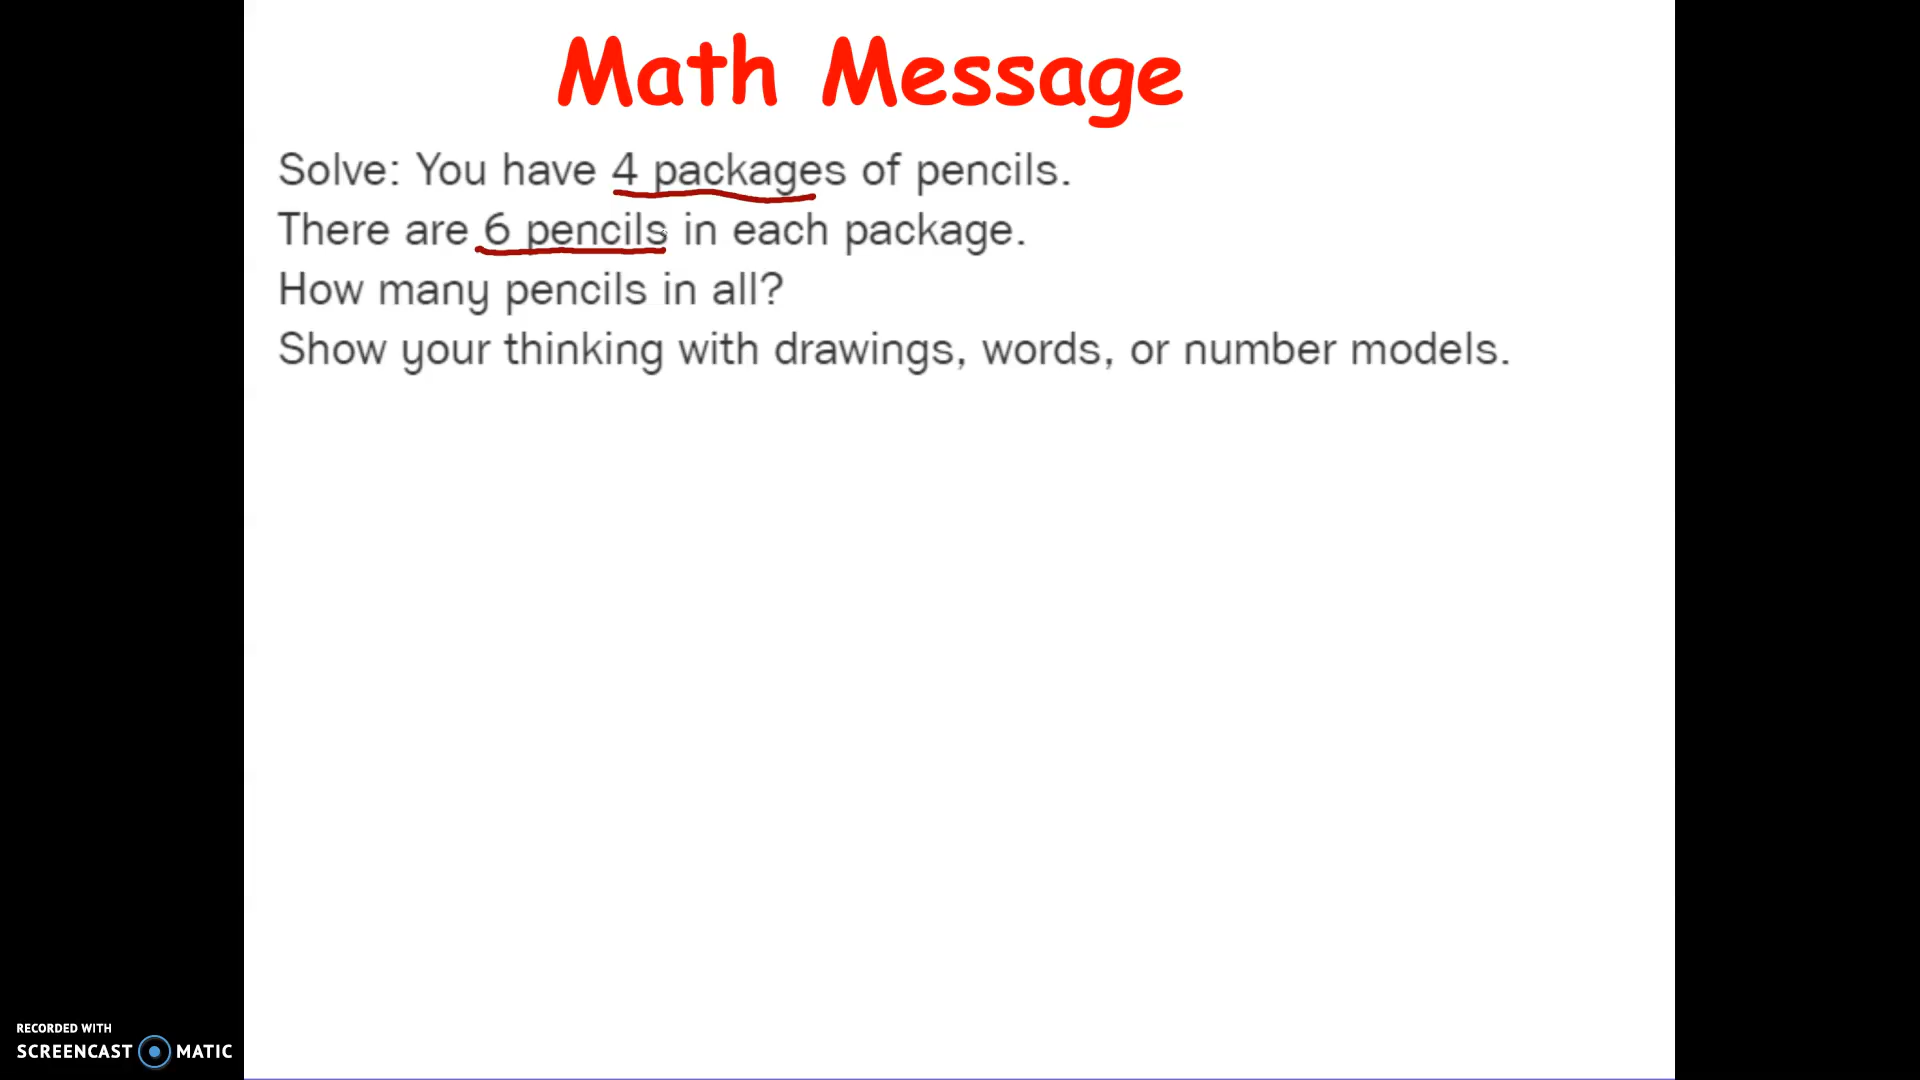 Math Message
Solve: You have 4 packages of pencils.
There are 6 pencils in each package.
How many pencils in all?
Show your thinking with drawings, words, or number models.
RECORDED WITH
SCREENCAST MATIC